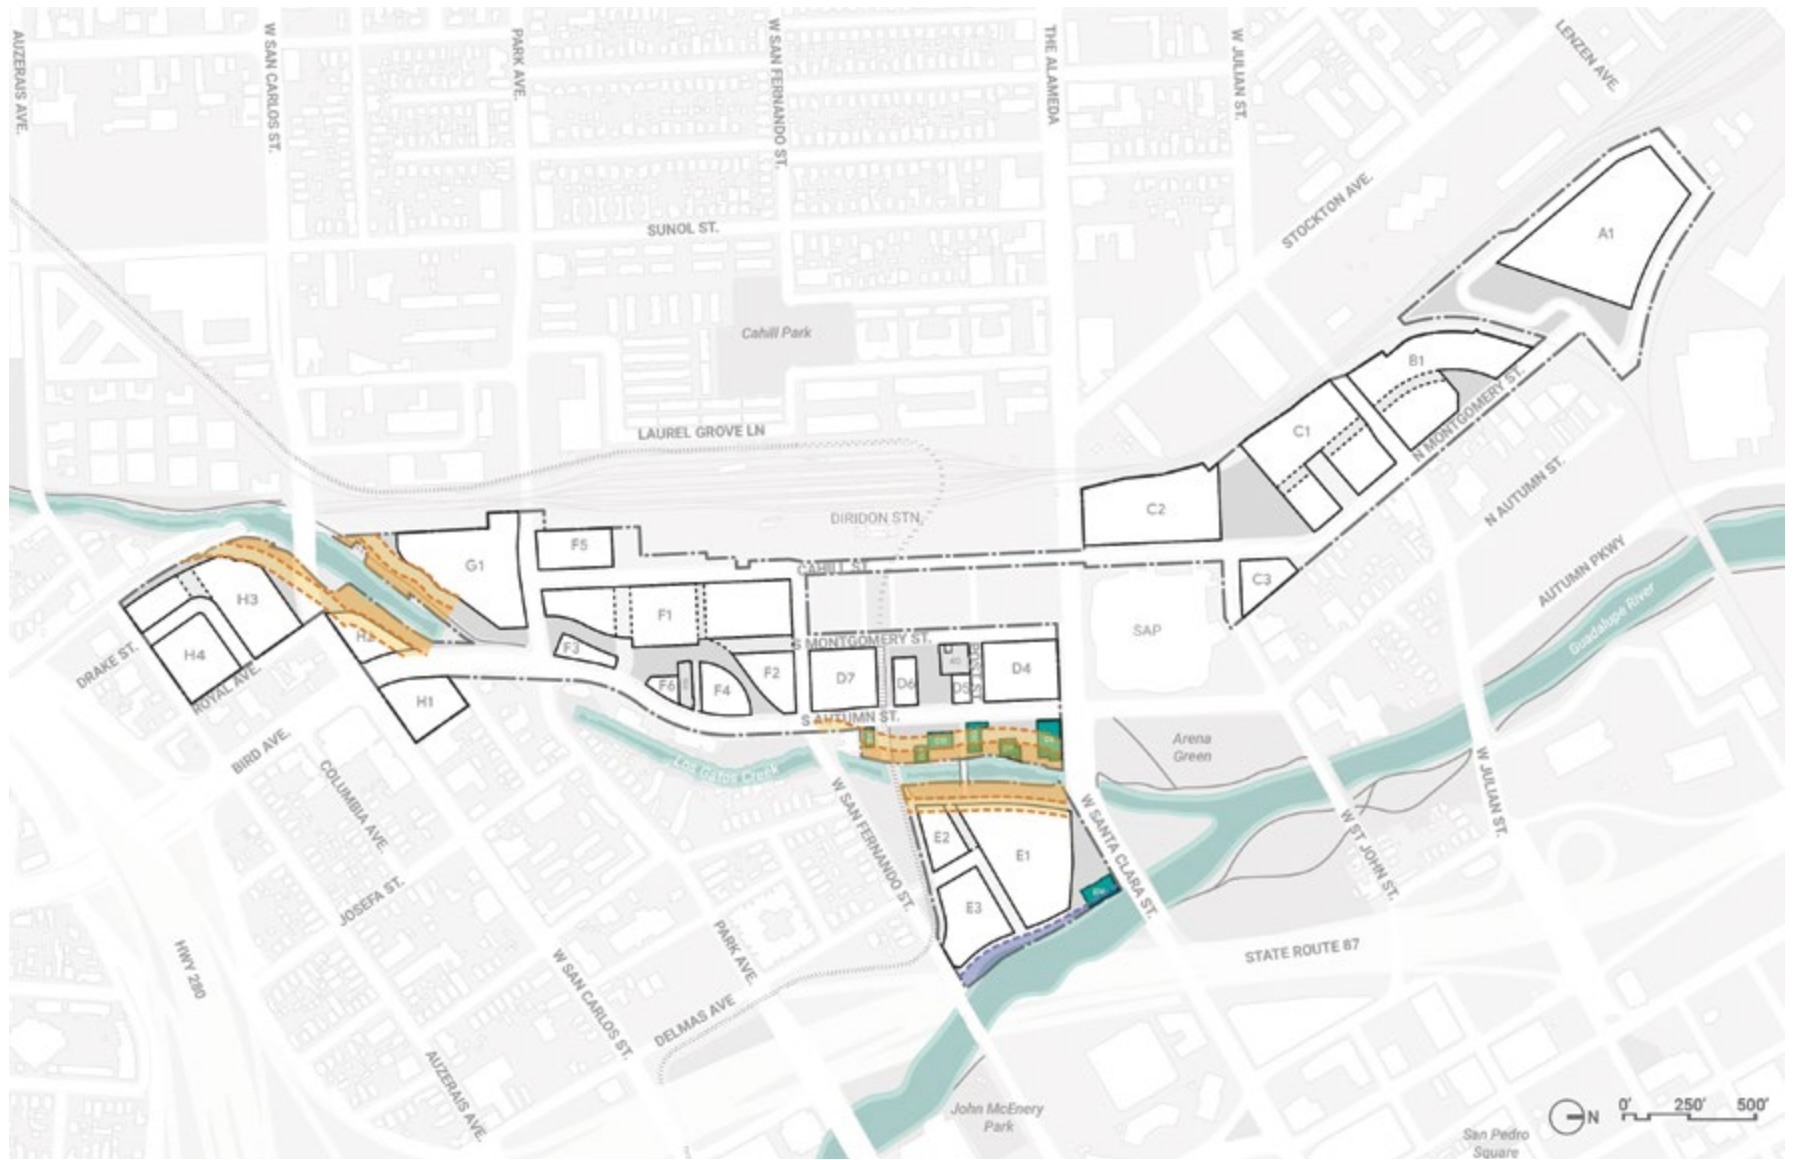 AUZERAIS AVE.
W SAN CARLOS ST.
PARK AVE.
W SAN FERNANDO ST.
THE ALAMEDA
W JULIAN ST.
LENZEN AVE.
STOCKTON AVE.
SUNOL ST.
A1
Cahill Park
B1
LAUREL GROVE LN
C1
N MONTGOMERY ST.
N AUTUMN ST.
C2
DIRIDON STN.
F5
G1
CAHILL ST.
C3
AUTUMN PKWY
H3
F1
SAP
Guadalupe River
S MONTGOMERY ST.
F3
H4
DRAKE ST.
ROYAL AVE.
F6
F4
F2
D7
D6
D5
POST ST
D4
H1
S AUTUMN ST.
BIRD AVE.
Los Gatos Creek
Arena
Green
COLUMBIA AVE.
W SAN FERNANDO ST.
E2
E1
W SANTA CLARA ST.
W ST JOHN ST.
W JULIAN ST.
JOSEFA ST.
E3
HWY 280
W SAN CARLOS ST.
PARK AVE.
DELMAS AVE
STATE ROUTE 87
AUZERAIS AVE.
John McEnery
Park
N
0' 250' 500'
San Pedro
Square